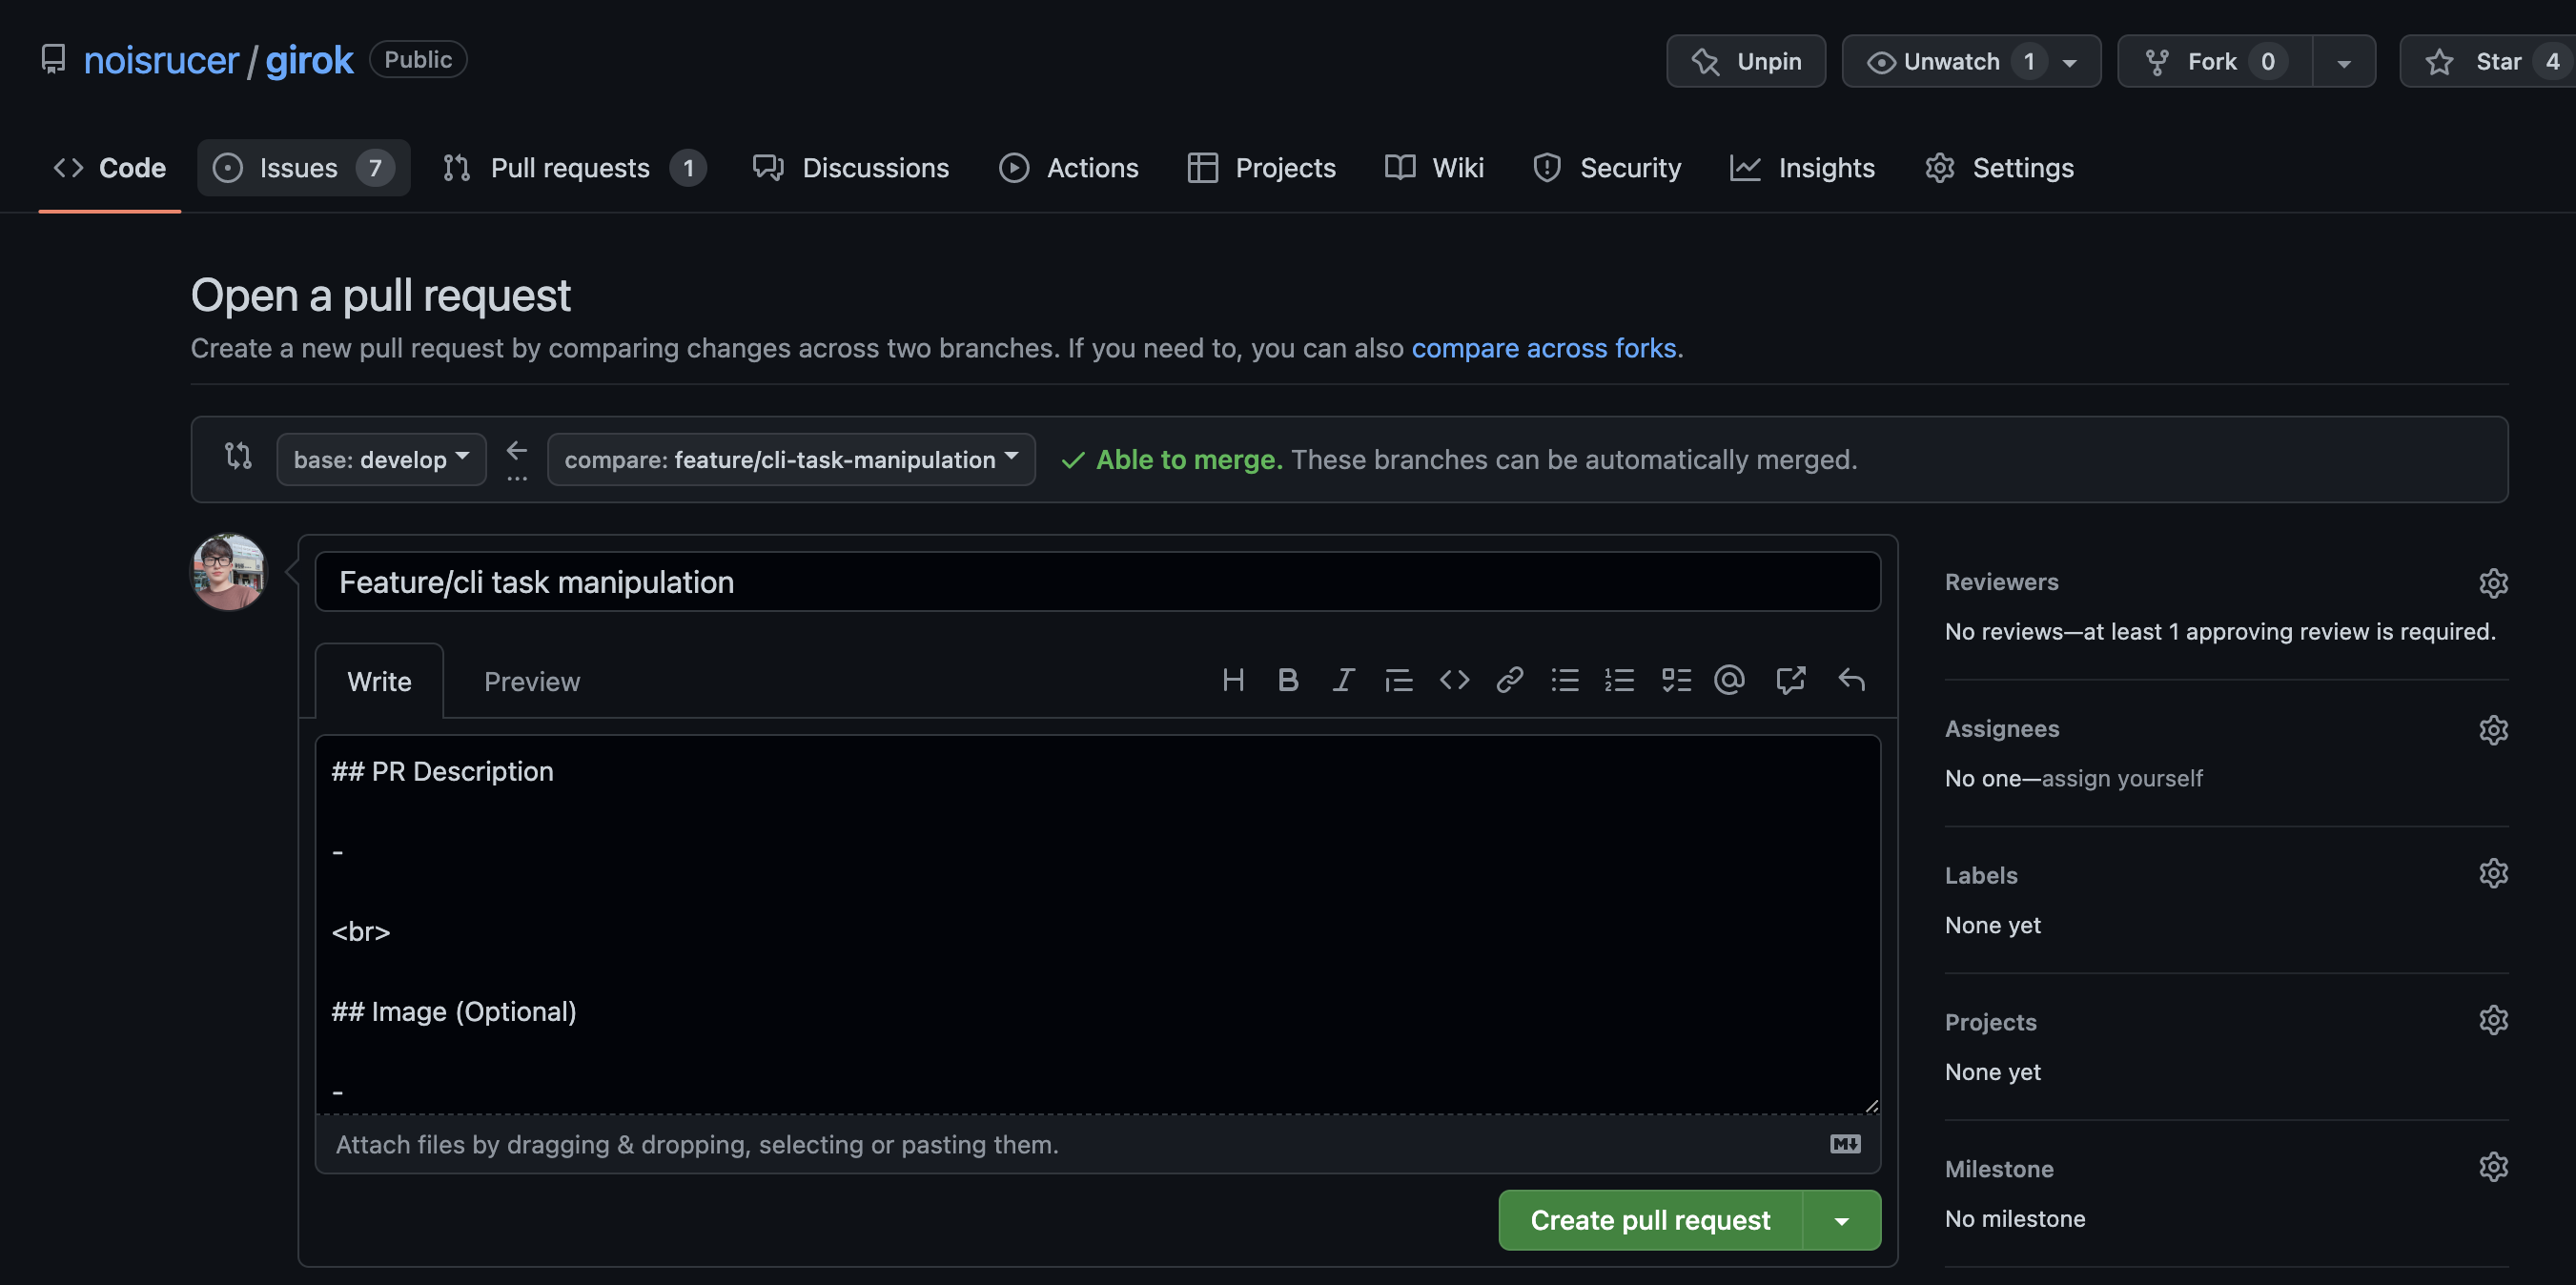 noisrucer / girok Public Unpin Unwatch 1 Fork 0 Star 4
Code Issues 7 Pull requests 1 Discussions Actions Projects Wiki Security Insights Settings
Open a pull request
Create a new pull request by comparing changes across two branches. If you need to, you can also compare across forks.
base: develop ← ... compare: feature/cli-task-manipulation ✓ Able to merge. These branches can be automatically merged.
Feature/cli task manipulation
Write Preview
## PR Description
-
<br>
## Image (Optional)
-
Attach files by dragging & dropping, selecting or pasting them.
Create pull request
Reviewers
No reviews—at least 1 approving review is required.
Assignees
No one—assign yourself
Labels
None yet
Projects
None yet
Milestone
No milestone